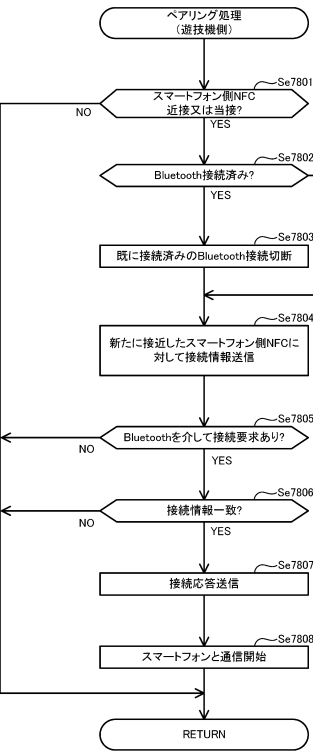 ペアリング処理
(遊技機側)
Se7801
スマートフォン側NFC
近接又は当接?
NO
YES
Se7802
Bluetooth接続済み?
YES
Se7803
既に接続済みのBluetooth接続切断
Se7804
新たに接近したスマートフォン側NFCに
対して接続情報送信
Se7805
Bluetoothを介して接続要求あり?
NO
YES
Se7806
接続情報一致?
NO
YES
Se7807
接続応答送信
Se7808
スマートフォンと通信開始
RETURN